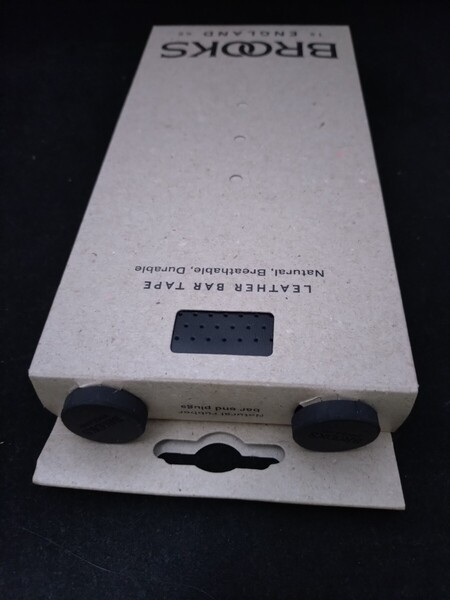 BROOKS
ENGLAND
Natural, Breathable, Durable
LEATHER BAR TAPE
Natural rubber
bar end plugs